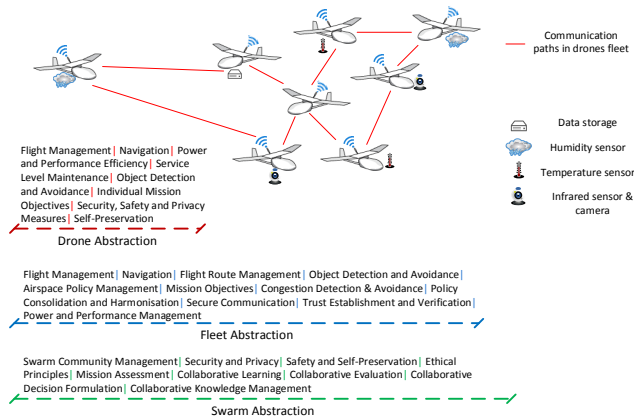 Communication
paths in drones fleet
Data storage
Humidity sensor
Temperature sensor
Infrared sensor &
camera
Flight Management| Navigation| Power
and Performance Efficiency| Service
Level Maintenance| Object Detection
and Avoidance| Individual Mission
Objectives| Security, Safety and Privacy
Measures| Self-Preservation
Drone Abstraction
Flight Management| Navigation| Flight Route Management| Object Detection and Avoidance|
Airspace Policy Management| Mission Objectives| Congestion Detection & Avoidance| Policy
Consolidation and Harmonisation| Secure Communication| Trust Establishment and Verification|
Power and Performance Management
Fleet Abstraction
Swarm Community Management| Security and Privacy| Safety and Self-Preservation| Ethical
Principles| Mission Assessment| Collaborative Learning| Collaborative Evaluation| Collaborative
Decision Formulation| Collaborative Knowledge Management
Swarm Abstraction